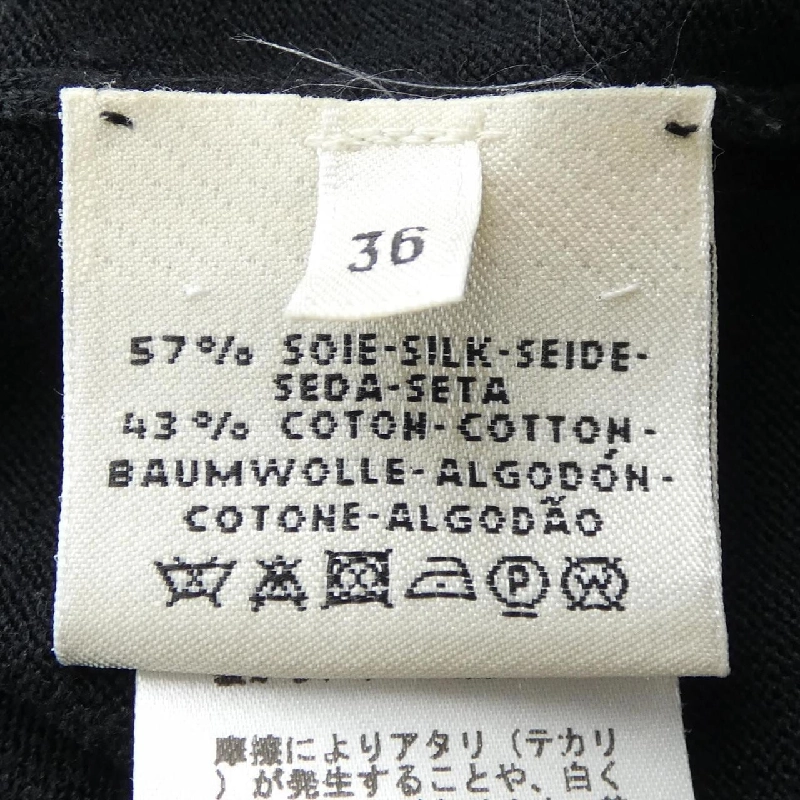 36
57% SOIE-SILK-SEIDE-
SEDA-SETA
43% COTON-COTTON-
BAUMWOLLE-ALGODÓN-
COTONE-ALGODÃO
P W
摩擦によりアタリ（テカリ
）が発生することや、白く